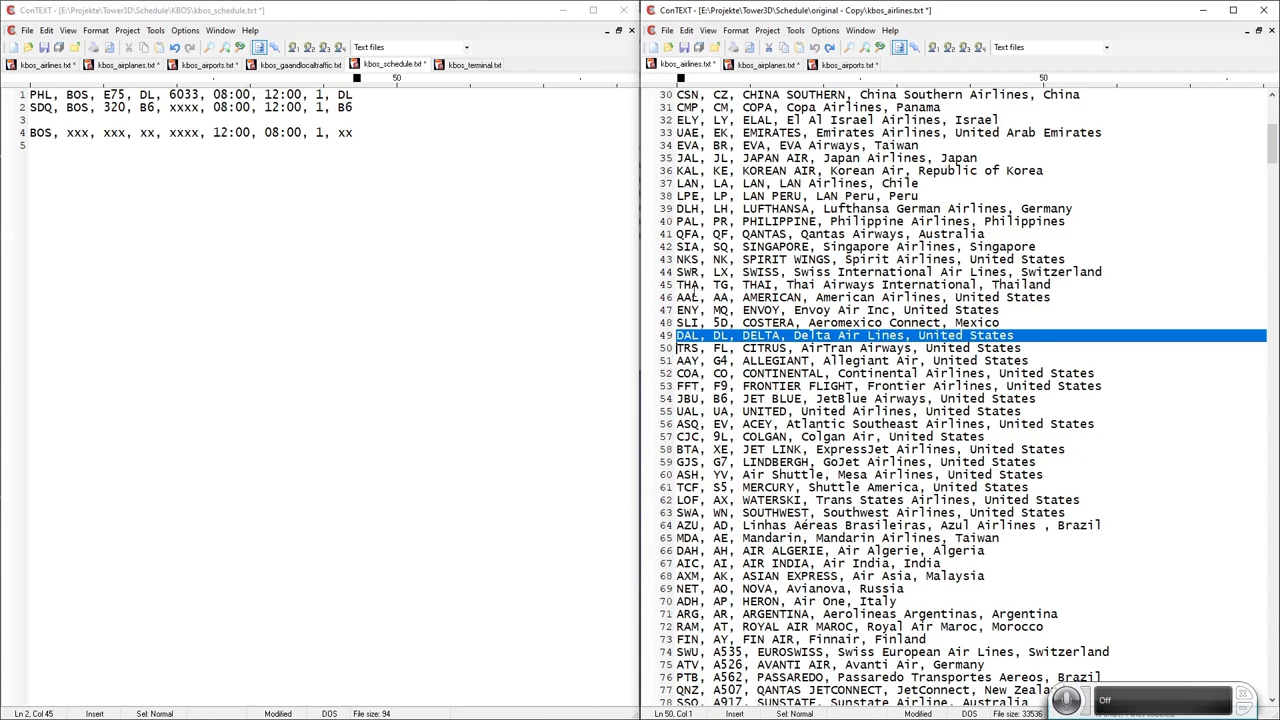 ConTEXT - [E:\Projekte\Tower3D\Schedule\KBOS\kbos_schedule.txt *]
File Edit View Format Project Tools Options Window Help
Text files
kbos_airlines.txt * kbos_airplanes.txt * kbos_airports.txt * kbos_gaandlocaltraffic.txt kbos_schedule.txt * kbos_terminal.txt
50
1 PHL, BOS, E75, DL, 6033, 08:00, 12:00, 1, DL
2 SDQ, BOS, 320, B6, xxxx, 08:00, 12:00, 1, B6
3
4 BOS, xxx, xxx, xx, xxxx, 12:00, 08:00, 1, xx
5
Ln 2, Col 45 Insert Sel: Normal Modified DOS File size: 94
ConTEXT - [E:\Projekte\Tower3D\Schedule\original - Copy\kbos_airlines.txt *]
File Edit View Format Project Tools Options Window Help
Text files
kbos_airlines.txt * kbos_airplanes.txt * kbos_airports.txt *
50
30 CSN, CZ, CHINA SOUTHERN, China Southern Airlines, China
31 CMP, CM, COPA, Copa Airlines, Panama
32 ELY, LY, ELAL, El Al Israel Airlines, Israel
33 UAE, EK, EMIRATES, Emirates Airlines, United Arab Emirates
34 EVA, BR, EVA, EVA Airways, Taiwan
35 JAL, JL, JAPAN AIR, Japan Airlines, Japan
36 KAL, KE, KOREAN AIR, Korean Air, Republic of Korea
37 LAN, LA, LAN, LAN Airlines, Chile
38 LPE, LP, LAN PERU, LAN Peru, Peru
39 DLH, LH, LUFTHANSA, Lufthansa German Airlines, Germany
40 PAL, PR, PHILIPPINE, Philippine Airlines, Philippines
41 QFA, QF, QANTAS, Qantas Airways, Australia
42 SIA, SQ, SINGAPORE, Singapore Airlines, Singapore
43 NKS, NK, SPIRIT WINGS, Spirit Airlines, United States
44 SWR, LX, SWISS, Swiss International Air Lines, Switzerland
45 THA, TG, THAI, Thai Airways International, Thailand
46 AAL, AA, AMERICAN, American Airlines, United States
47 ENY, MQ, ENVOY, Envoy Air Inc, United States
48 SLI, 5D, COSTERA, Aeromexico Connect, Mexico
49 DAL, DL, DELTA, Delta Air Lines, United States
50 TRS, FL, CITRUS, AirTran Airways, United States
51 AAY, G4, ALLEGIANT, Allegiant Air, United States
52 COA, CO, CONTINENTAL, Continental Airlines, United States
53 FFT, F9, FRONTIER FLIGHT, Frontier Airlines, United States
54 JBU, B6, JET BLUE, JetBlue Airways, United States
55 UAL, UA, UNITED, United Airlines, United States
56 ASQ, EV, ACEY, Atlantic Southeast Airlines, United States
57 CJC, 9L, COLGAN, Colgan Air, United States
58 BTA, XE, JET LINK, ExpressJet Airlines, United States
59 GJS, G7, LINDBERGH, GoJet Airlines, United States
60 ASH, YV, Air Shuttle, Mesa Airlines, United States
61 TCF, S5, MERCURY, Shuttle America, United States
62 LOF, AX, WATERSKI, Trans States Airlines, United States
63 SWA, WN, SOUTHWEST, Southwest Airlines, United States
64 AZU, AD, Linhas Aéreas Brasileiras, Azul Airlines , Brazil
65 MDA, AE, Mandarin, Mandarin Airlines, Taiwan
66 DAH, AH, AIR ALGERIE, Air Algerie, Algeria
67 AIC, AI, AIR INDIA, Air India, India
68 AXM, AK, ASIAN EXPRESS, Air Asia, Malaysia
69 NET, AO, NOVA, Avianova, Russia
70 ADH, AP, HERON, Air One, Italy
71 ARG, AR, ARGENTINA, Aerolineas Argentinas, Argentina
72 RAM, AT, ROYAL AIR MAROC, Royal Air Maroc, Morocco
73 FIN, AY, FIN AIR, Finnair, Finland
74 SWU, A535, EUROSWISS, Swiss European Air Lines, Switzerland
75 ATV, A526, AVANTI AIR, Avanti Air, Germany
76 PTB, A562, PASSAREDO, Passaredo Transportes Aereos, Brazil
77 QNZ, A507, QANTAS JETCONNECT, JetConnect, New
78 SSO, A917, SUNSTATE, Sunstate Airline, Australia
Ln 50, Col 1 Insert Sel: Normal Modified DOS File size: 33536
Off